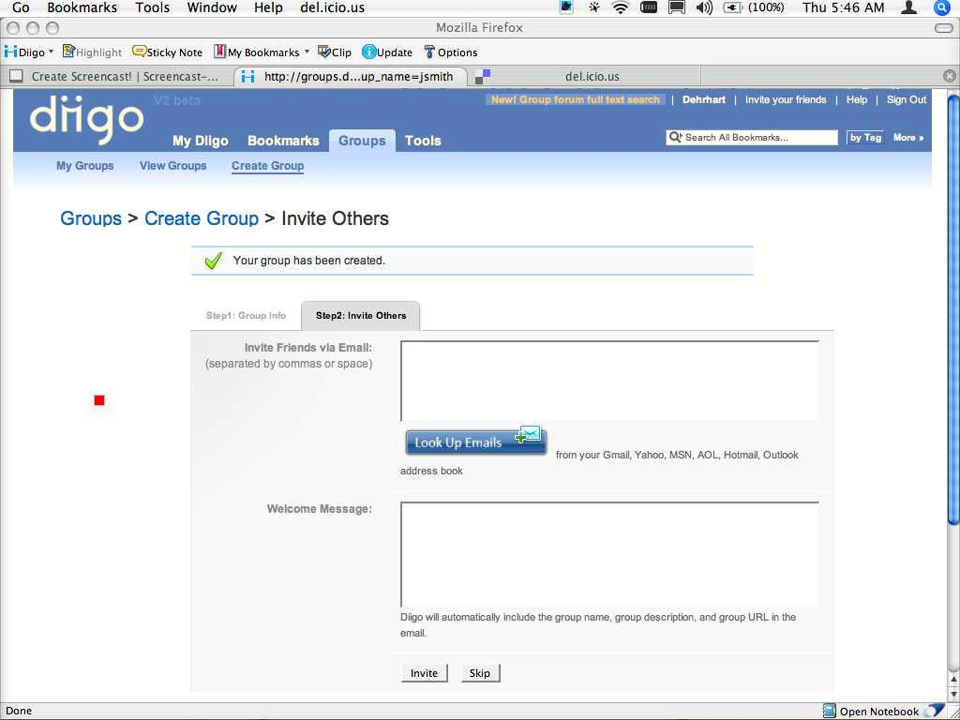 Go Bookmarks Tools Window Help del.icio.us (100%) Thu 5:46 AM
Mozilla Firefox
Diigo Highlight Sticky Note My Bookmarks Clip Update Options
Create Screencast! | Screencast-... http://groups.d...up_name=jsmith del.icio.us
diigo V2 beta New! Group forum full text search | Dehrhart | Invite your friends | Help | Sign Out
My Diigo Bookmarks Groups Tools Search All Bookmarks... by Tag More »
My Groups View Groups Create Group
Groups > Create Group > Invite Others
Your group has been created.
Step1: Group Info Step2: Invite Others
Invite Friends via Email:
(separated by commas or space)
Look Up Emails from your Gmail, Yahoo, MSN, AOL, Hotmail, Outlook
address book
Welcome Message:
Diigo will automatically include the group name, group description, and group URL in the
email.
Invite Skip
Done Open Notebook